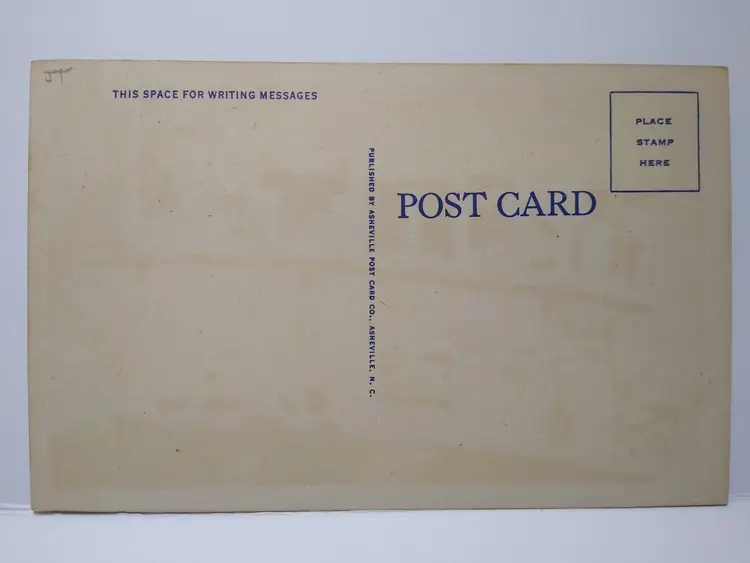 THIS SPACE FOR WRITING MESSAGES
PLACE
STAMP
HERE
POST CARD
PUBLISHED BY ASHEVILLE POST CARD CO., ASHEVILLE, N. C.